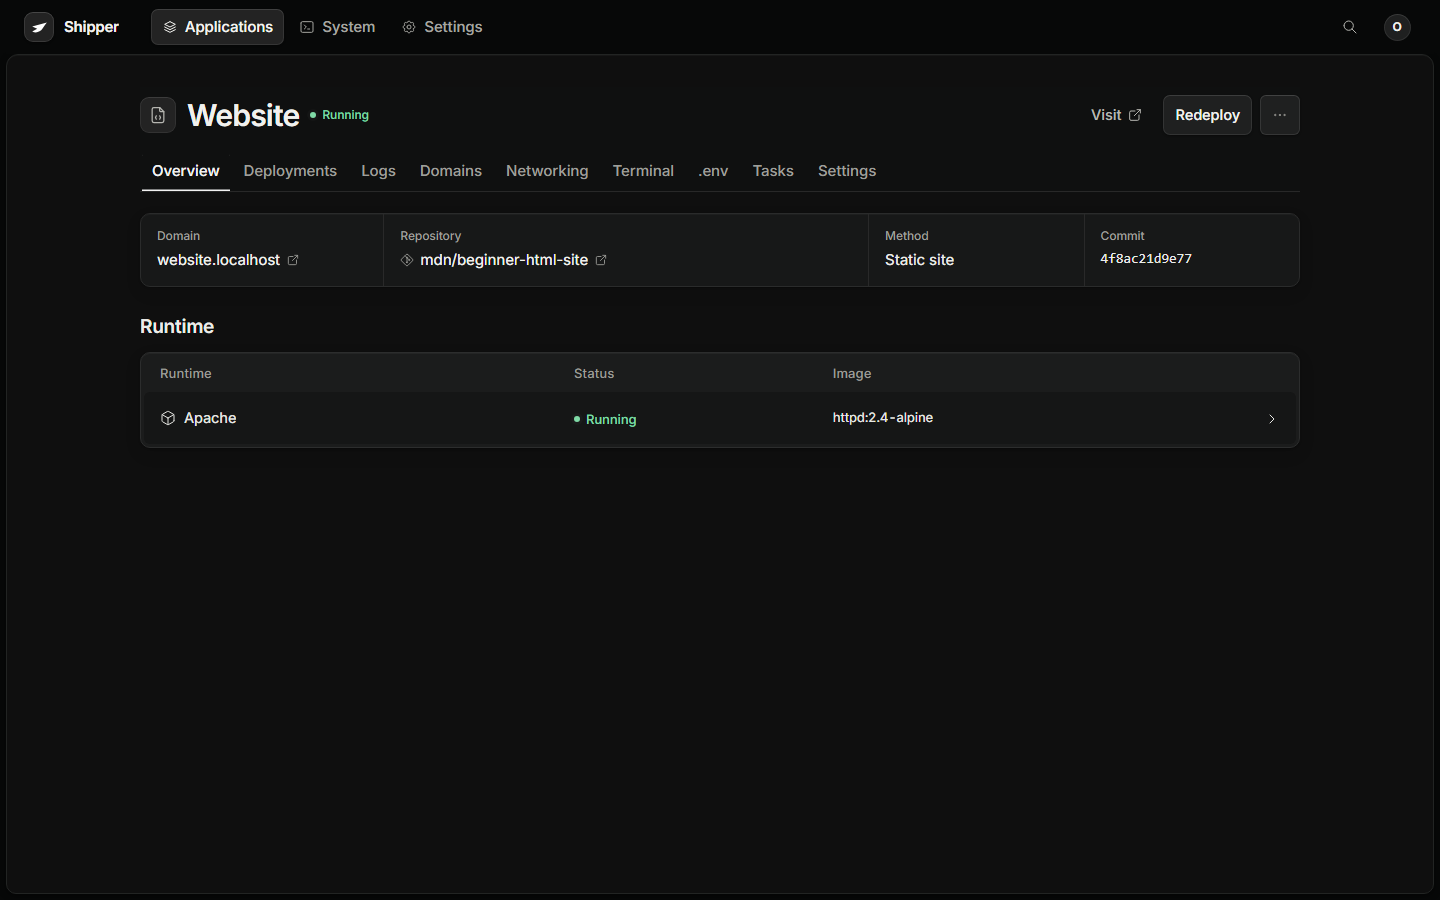 Shipper Applications System Settings O
Website Running Visit Redeploy ...
Overview Deployments Logs Domains Networking Terminal .env Tasks Settings
Domain Repository Method Commit
website.localhost mdn/beginner-html-site Static site 4f8ac21d9e77
Runtime
Runtime Status Image
Apache Running httpd:2.4-alpine